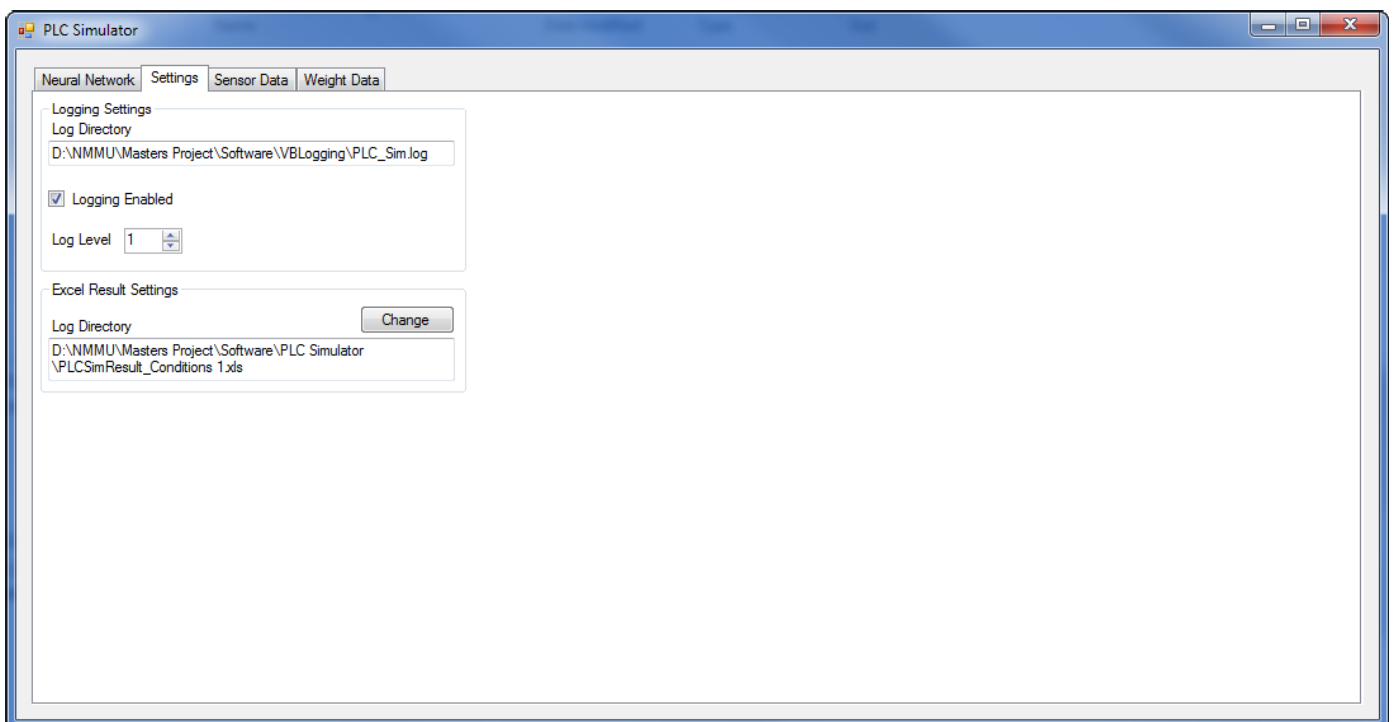 PLC Simulator
Neural Network Settings Sensor Data Weight Data
Logging Settings
Log Directory
D:\NMMU\Masters Project\Software\VBLogging\PLC_Sim.log
Logging Enabled
Log Level 1
Excel Result Settings
Change
Log Directory
D:\NMMU\Masters Project\Software\PLC Simulator
\PLCSimResult_Conditions 1.xls